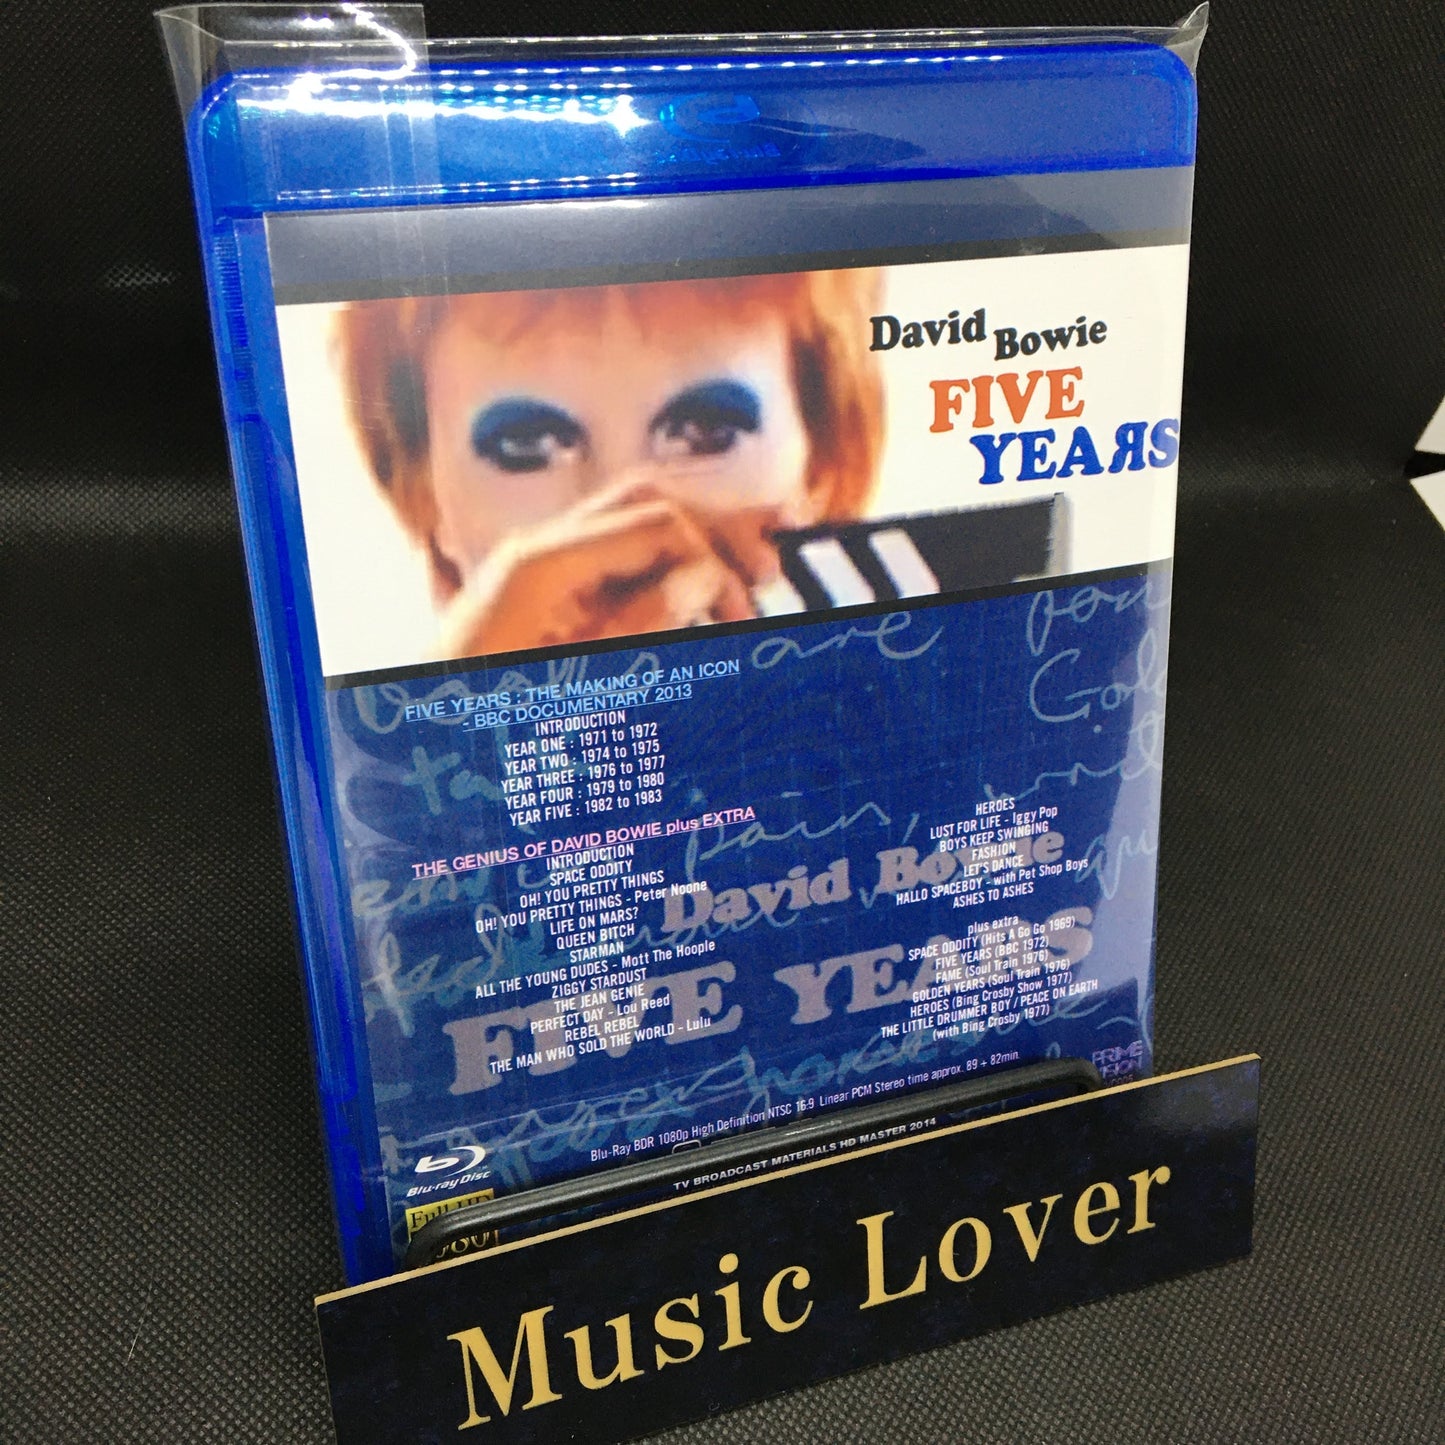 David Bowie
FIVE
YEARS
FIVE YEARS : THE MAKING OF AN ICON
- BBC DOCUMENTARY 2013
INTRODUCTION
YEAR ONE : 1971 to 1972
YEAR TWO : 1974 to 1975
YEAR THREE : 1976 to 1977
YEAR FOUR : 1979 to 1980
YEAR FIVE : 1982 to 1983
THE GENIUS OF DAVID BOWIE plus EXTRA
INTRODUCTION
SPACE ODDITY
OH! YOU PRETTY THINGS
OH! YOU PRETTY THINGS - Peter Noone
LIFE ON MARS?
QUEEN BITCH
STARMAN
ALL THE YOUNG DUDES - Mott The Hoople
ZIGGY STARDUST
THE JEAN GENIE
PERFECT DAY - Lou Reed
REBEL REBEL
THE MAN WHO SOLD THE WORLD - Lulu
HEROES
LUST FOR LIFE - Iggy Pop
BOYS KEEP SWINGING
FASHION
LET'S DANCE
HALLO SPACEBOY - with Pet Shop Boys
ASHES TO ASHES
plus extra
SPACE ODDITY (Hits A Go Go 1969)
FIVE YEARS (BBC 1972)
FAME (Soul Train 1976)
GOLDEN YEARS (Soul Train 1976)
HEROES (Bing Crosby Show 1977)
THE LITTLE DRUMMER BOY / PEACE ON EARTH
(with Bing Crosby 1977)
David Bowie
FIVE YEARS
PRIME
VISION
Blu-Ray BDR 1080p High Definition NTSC 16:9 Linear PCM Stereo time approx. 89 + 82min.
TV BROADCAST MATERIALS HD MASTER 2014
Blu-ray Disc
Full HD
Music Lover